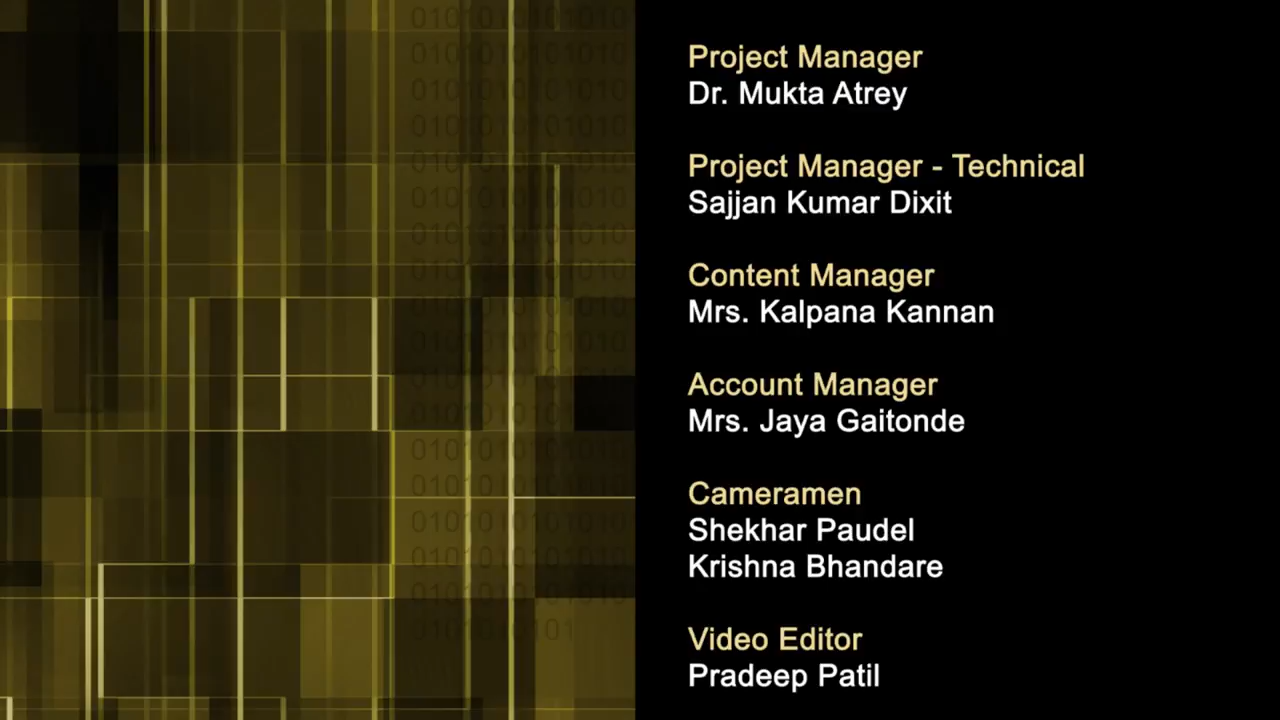 Project Manager
Dr. Mukta Atrey
Project Manager - Technical
Sajjan Kumar Dixit
Content Manager
Mrs. Kalpana Kannan
Account Manager
Mrs. Jaya Gaitonde
Cameramen
Shekhar Paudel
Krishna Bhandare
Video Editor
Pradeep Patil